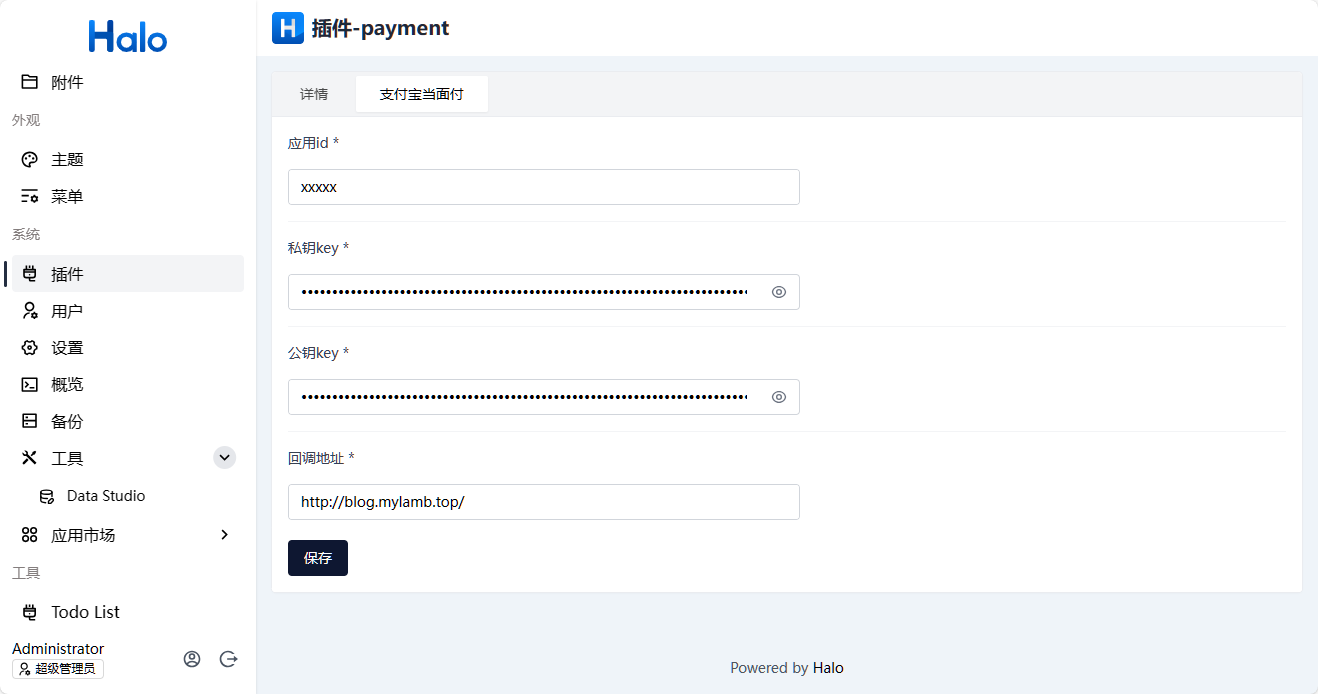 Halo
附件
外观
主题
菜单
系统
插件
用户
设置
概览
备份
工具
Data Studio
应用市场
工具
Todo List
Administrator
超级管理员
H 插件-payment
详情 支付宝当面付
应用id *
xxxxx
私钥key *
公钥key *
回调地址 *
http://blog.mylamb.top/
保存
Powered by Halo